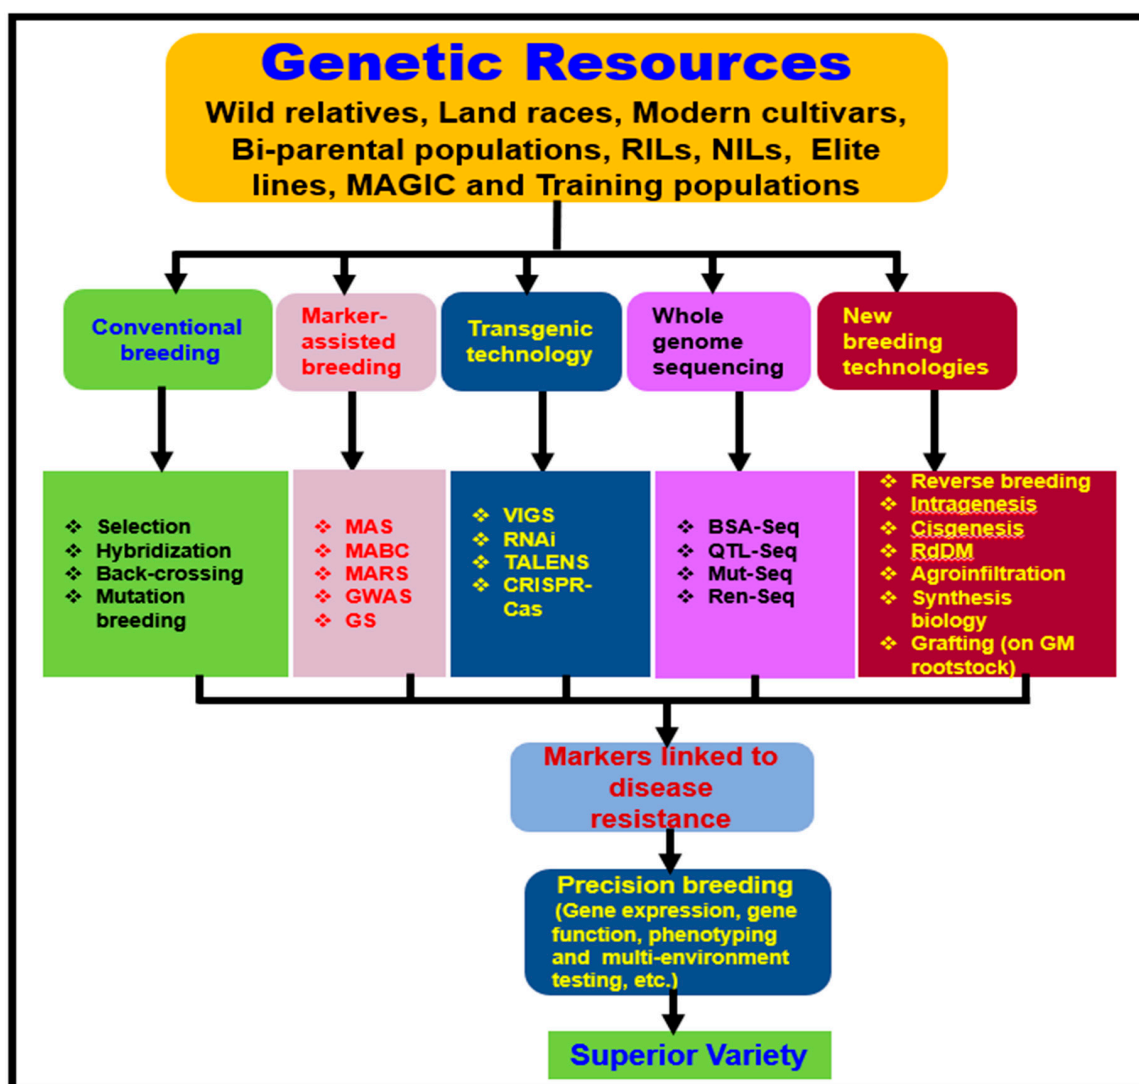 Genetic Resources
Wild relatives, Land races, Modern cultivars,
Bi-parental populations, RILs, NILs, Elite
lines, MAGIC and Training populations
Conventional
breeding
Marker-
assisted
breeding
Transgenic
technology
Whole
genome
sequencing
New
breeding
technologies
❖ Selection
❖ Hybridization
❖ Back-crossing
❖ Mutation
breeding
❖ MAS
❖ MABC
❖ MARS
❖ GWAS
❖ GS
❖ VIGS
❖ RNAi
❖ TALENS
❖ CRISPR-
Cas
❖ BSA-Seq
❖ QTL-Seq
❖ Mut-Seq
❖ Ren-Seq
❖ Reverse breeding
❖ Intragenesis
❖ Cisgenesis
❖ RdDM
❖ Agroinfiltration
❖ Synthesis
biology
❖ Grafting (on GM
rootstock)
Markers linked to
disease
resistance
Precision breeding
(Gene expression, gene
function, phenotyping
and multi-environment
testing, etc.)
Superior Variety